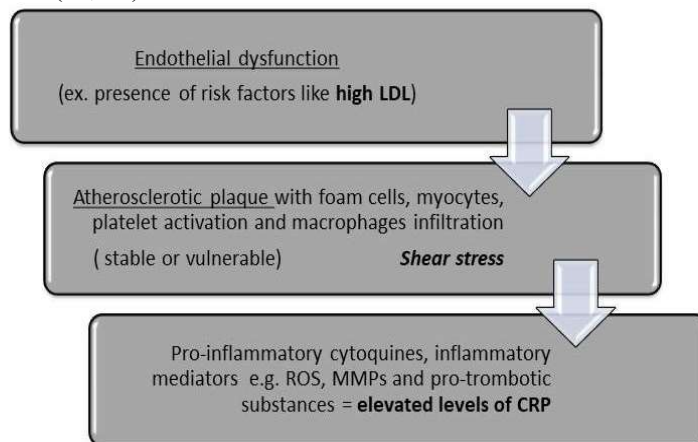 Endothelial dysfunction
(ex. presence of risk factors like high LDL)
Atherosclerotic plaque with foam cells, myocytes,
platelet activation and macrophages infiltration
( stable or vulnerable) Shear stress
Pro-inflammatory cytoquines, inflammatory
mediators e.g. ROS, MMPs and pro-trombotic
substances = elevated levels of CRP